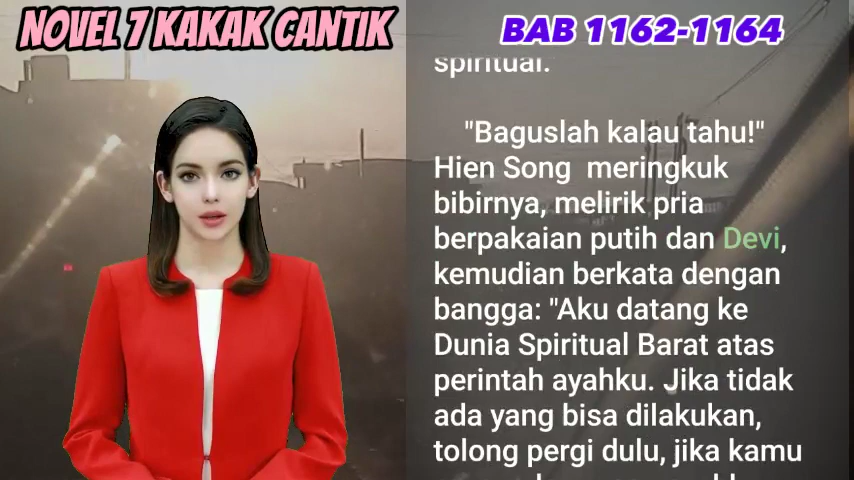 NOVEL 7 KAKAK CANTIK
BAB 1162-1164
spiritual.
"Baguslah kalau tahu!"
Hien Song meringkuk
bibirnya, melirik pria
berpakaian putih dan Devi,
kemudian berkata dengan
bangga: "Aku datang ke
Dunia Spiritual Barat atas
perintah ayahku. Jika tidak
ada yang bisa dilakukan,
tolong pergi dulu, jika kamu